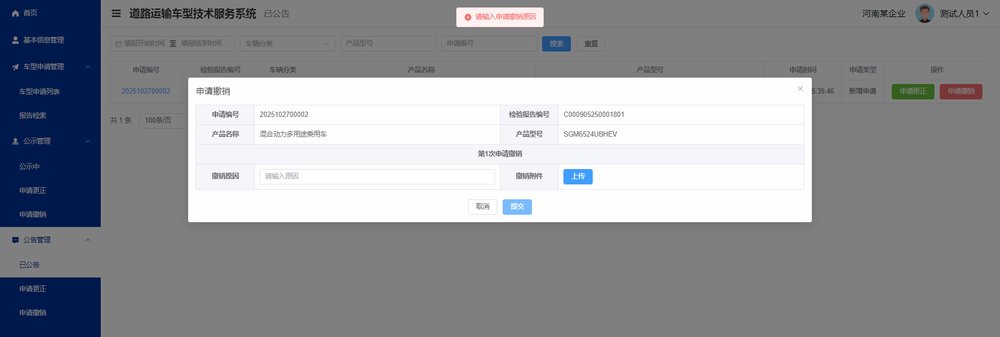 首页
基本信息管理
车型申请管理
车型申请列表
报告检索
公示管理
公示中
申请更正
申请撤销
公告管理
已公告
申请更正
申请撤销
道路运输车型技术服务系统 已公告
请输入申请撤销原因
河南某企业 测试人员1
填报开始时间 至 填报结束时间 车辆分类 产品型号 申请编号 搜索 重置
申请编号 检验报告编号 车辆分类 产品名称 产品型号 申请时间 申请类型 操作
2025102700002 5:35:46 新增申请 申请更正 申请撤销
共 1 条 100条/页
申请撤销
申请编号 2025102700002 检验报告编号 C000905250001801
产品名称 混合动力多用途乘用车 产品型号 SGM6524UBHEV
第1次申请撤销
撤销原因 请输入原因 撤销附件 上传
取消 提交